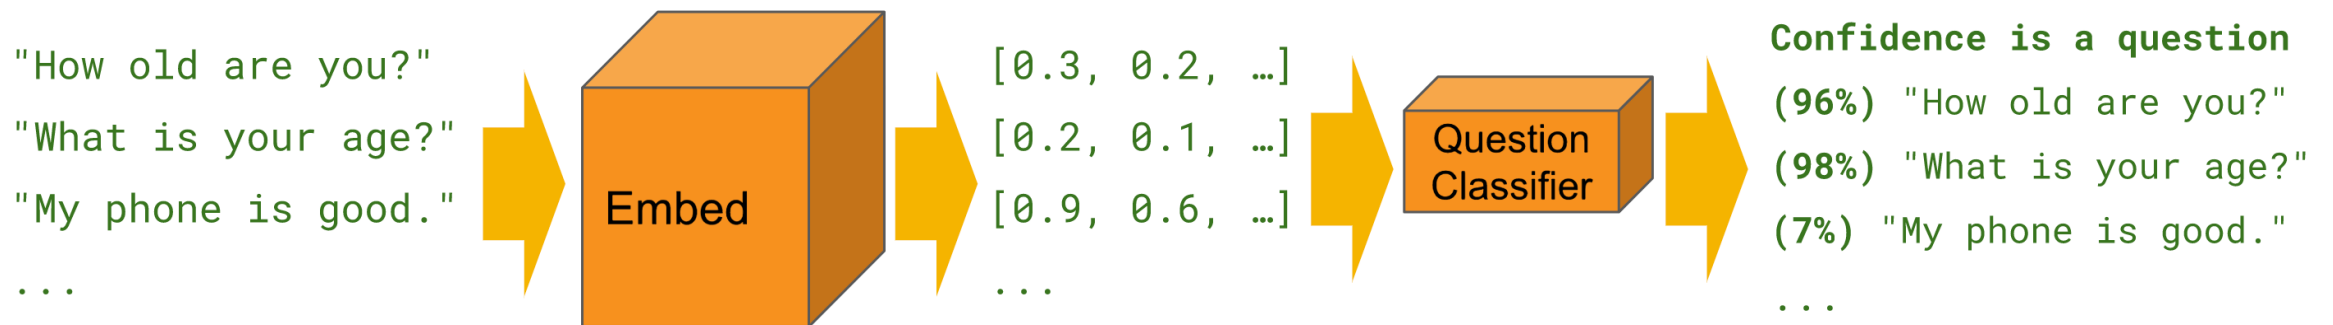 "How old are you?"
"What is your age?"
"My phone is good."
...
Embed
[0.3, 0.2, …]
[0.2, 0.1, …]
[0.9, 0.6, …]
...
Question
Classifier
Confidence is a question
(96%) "How old are you?"
(98%) "What is your age?"
(7%) "My phone is good."
...